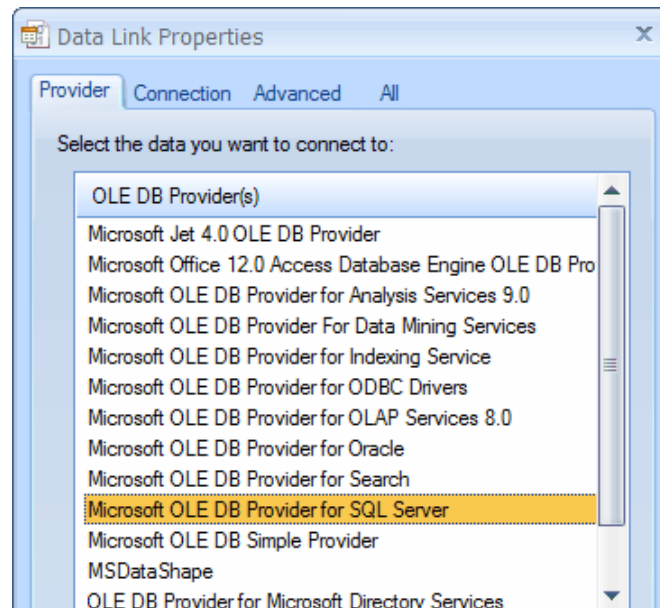 Data Link Properties
Provider Connection Advanced All
Select the data you want to connect to:
OLE DB Provider(s)
Microsoft Jet 4.0 OLE DB Provider
Microsoft Office 12.0 Access Database Engine OLE DB Pro
Microsoft OLE DB Provider for Analysis Services 9.0
Microsoft OLE DB Provider For Data Mining Services
Microsoft OLE DB Provider for Indexing Service
Microsoft OLE DB Provider for ODBC Drivers
Microsoft OLE DB Provider for OLAP Services 8.0
Microsoft OLE DB Provider for Oracle
Microsoft OLE DB Provider for Search
Microsoft OLE DB Provider for SQL Server
Microsoft OLE DB Simple Provider
MSDataShape
OLE DB Provider for Microsoft Directory Services